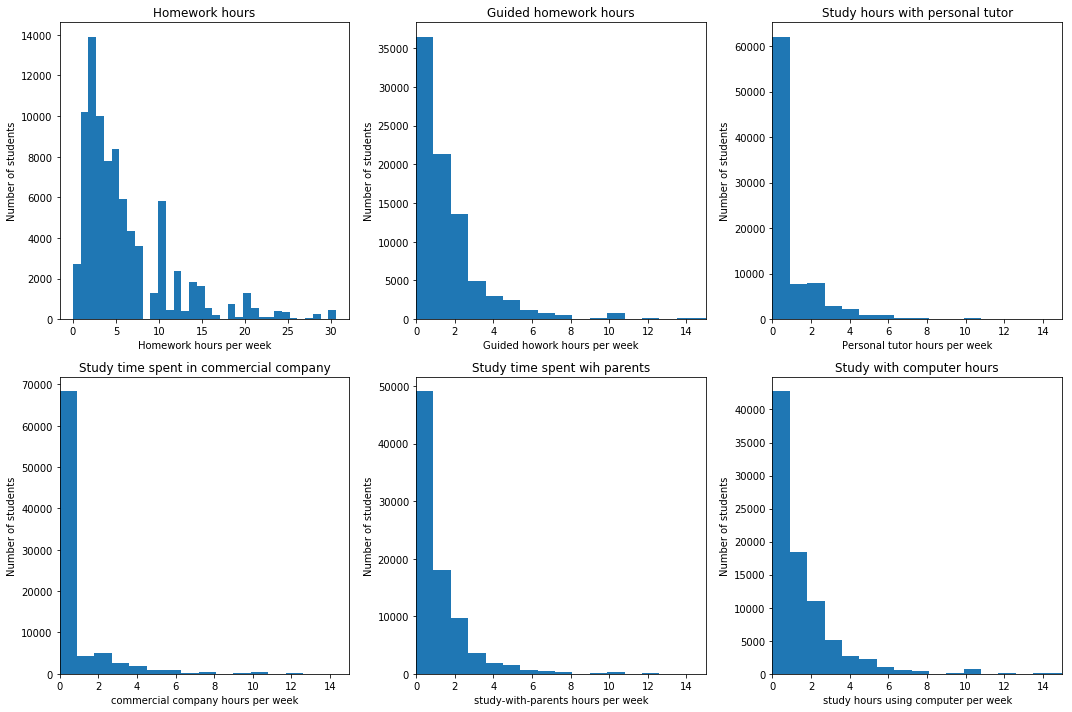 Homework hours
Number of students
14000
12000
10000
8000
6000
4000
2000
0
0 5 10 15 20 25 30
Homework hours per week
Guided homework hours
Number of students
35000
30000
25000
20000
15000
10000
5000
0
0 2 4 6 8 10 12 14
Guided howork hours per week
Study hours with personal tutor
Number of students
60000
50000
40000
30000
20000
10000
0
0 2 4 6 8 10 12 14
Personal tutor hours per week
Study time spent in commercial company
Number of students
70000
60000
50000
40000
30000
20000
10000
0
0 2 4 6 8 10 12 14
commercial company hours per week
Study time spent wih parents
Number of students
50000
40000
30000
20000
10000
0
0 2 4 6 8 10 12 14
study-with-parents hours per week
Study with computer hours
Number of students
40000
35000
30000
25000
20000
15000
10000
5000
0
0 2 4 6 8 10 12 14
study hours using computer per week